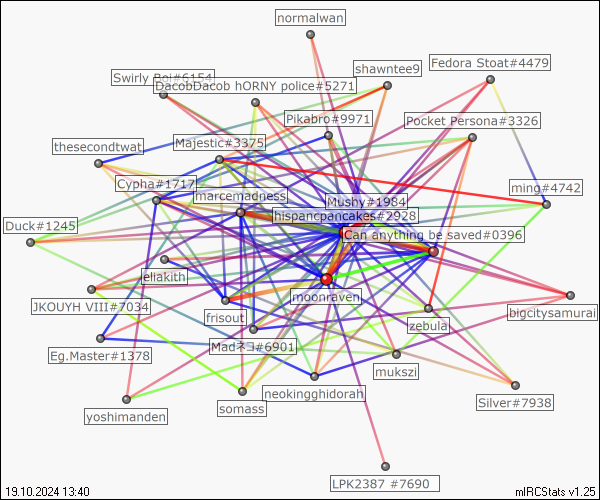 normalwan
Fedora Stoat#4479
shawntee9
Swirly Boi#6154
DacobDacob hORNY police#5271
Pikabro#9971
Pocket Persona#3326
thesecondtwat
Majestic#3375
Cypha#1717
ming#4742
marcemadness
Mushy#1984
hispancpancakes#2928
Duck#1245
Can anything be saved#0396
ellakith
moonraven
JKOUYH VIII#7034
frisout
zebula
bigcitysamurai
Madネコ#6901
Eg.Master#1378
mukszi
neokingghidorah
Silver#7938
somass
yoshimanden
LPK2387 #7690
19.10.2024 13:40
mIRCStats v1.25